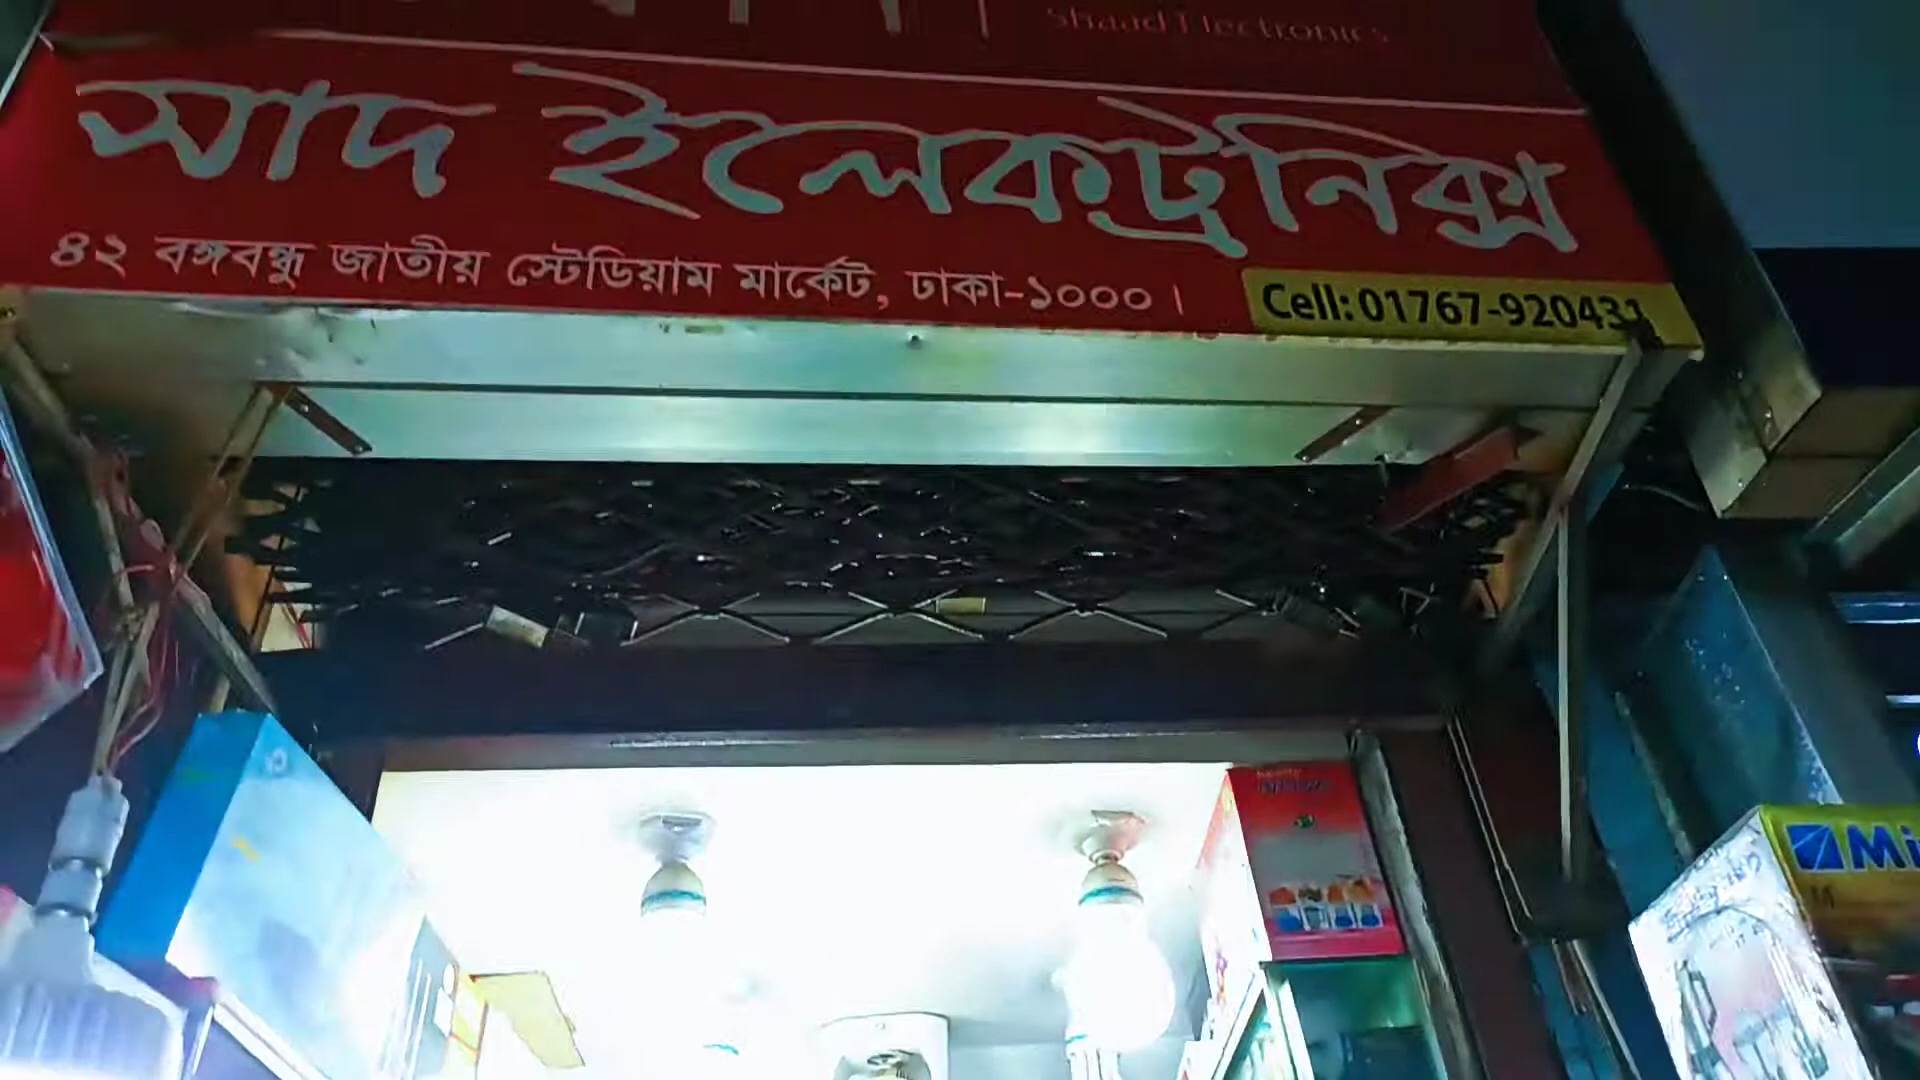 Shaad Electronics
সাদ ইলেকট্রনিক্স
৪২ বঙ্গবন্ধু জাতীয় স্টেডিয়াম মার্কেট, ঢাকা-১০০০।
Cell: 01767-920431